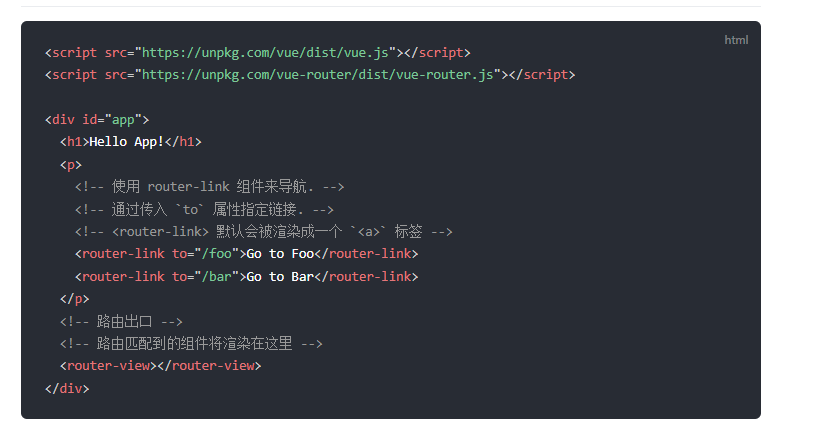 html
<script src="https://unpkg.com/vue/dist/vue.js"></script>
<script src="https://unpkg.com/vue-router/dist/vue-router.js"></script>
<div id="app">
<h1>Hello App!</h1>
<p>
<!-- 使用 router-link 组件来导航. -->
<!-- 通过传入 `to` 属性指定链接. -->
<!-- <router-link> 默认会被渲染成一个 `<a>` 标签 -->
<router-link to="/foo">Go to Foo</router-link>
<router-link to="/bar">Go to Bar</router-link>
</p>
<!-- 路由出口 -->
<!-- 路由匹配到的组件将渲染在这里 -->
<router-view></router-view>
</div>